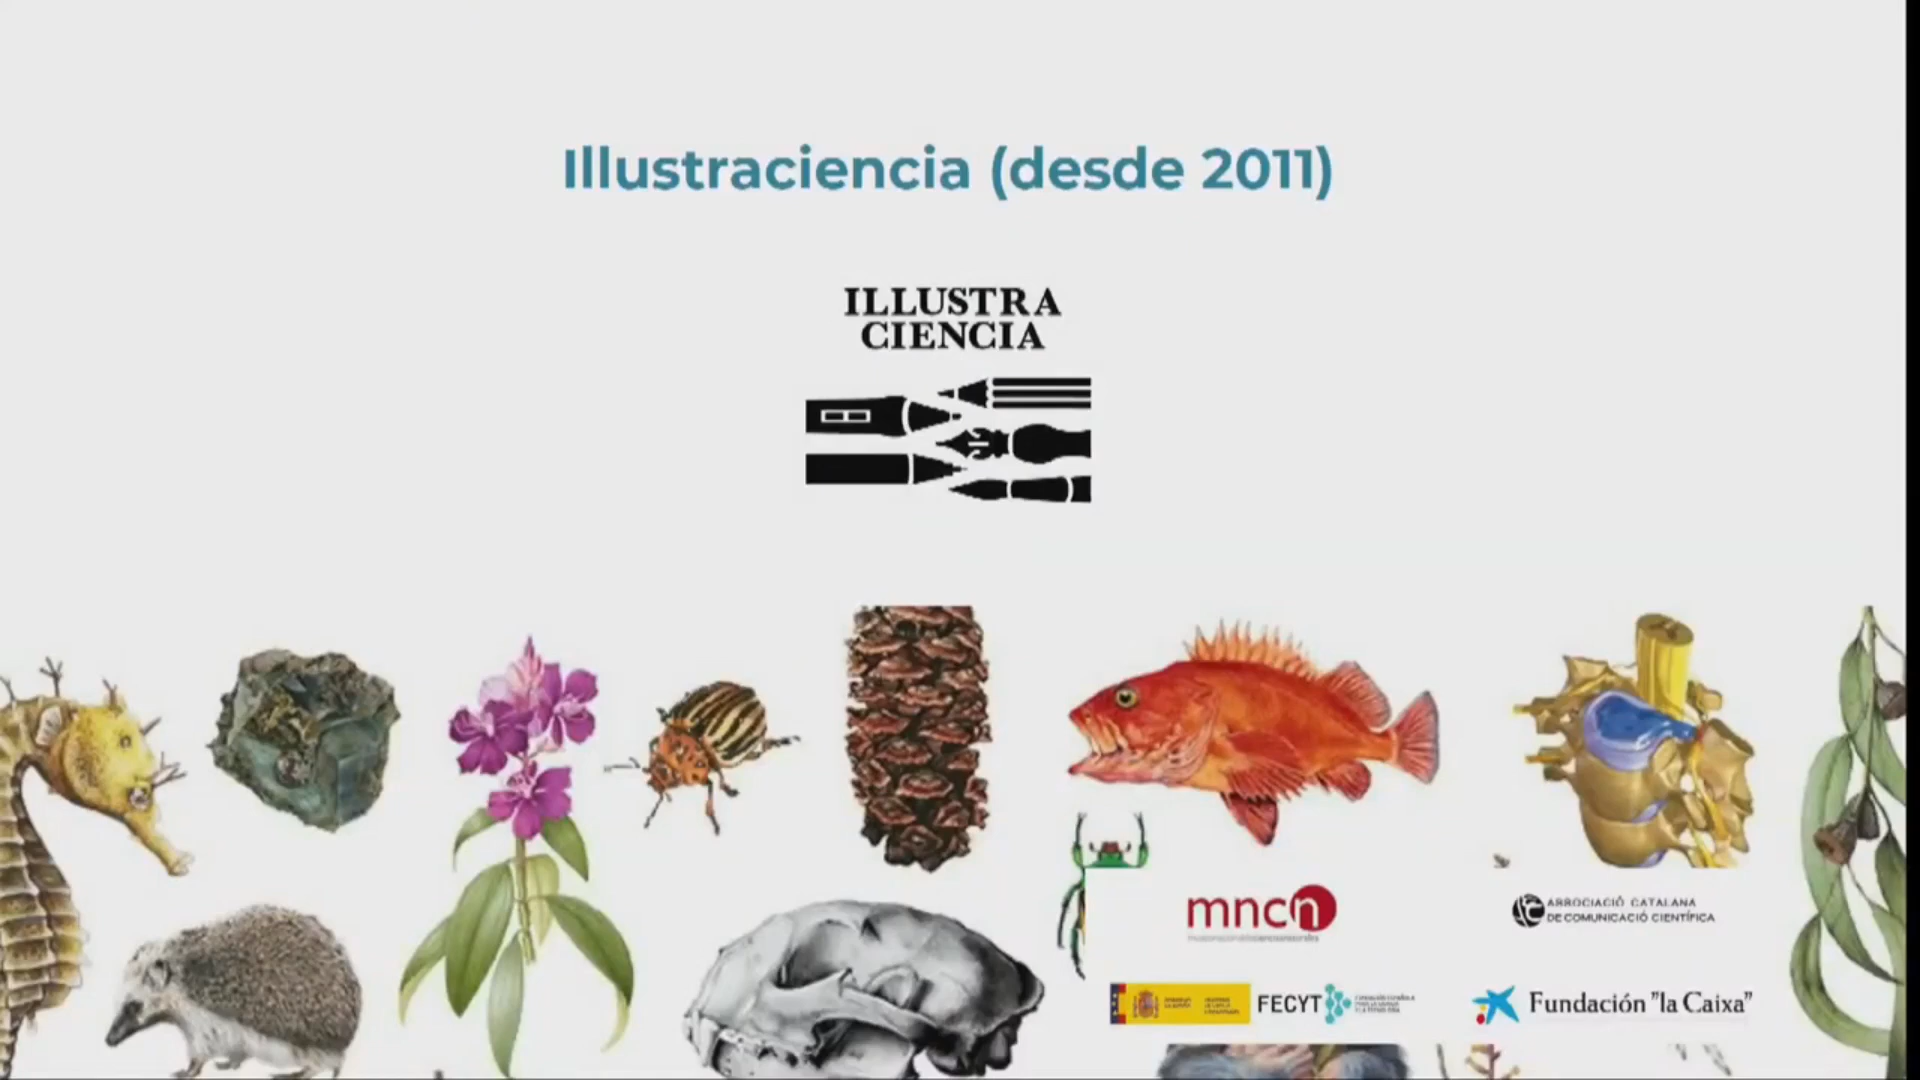 Illustraciencia (desde 2011)
ILLUSTRA
CIENCIA
mncn
ASSOCIACIÓ CATALANA
DE COMUNICACIÓ CIENTÍFICA
FECYT
Fundación "la Caixa"